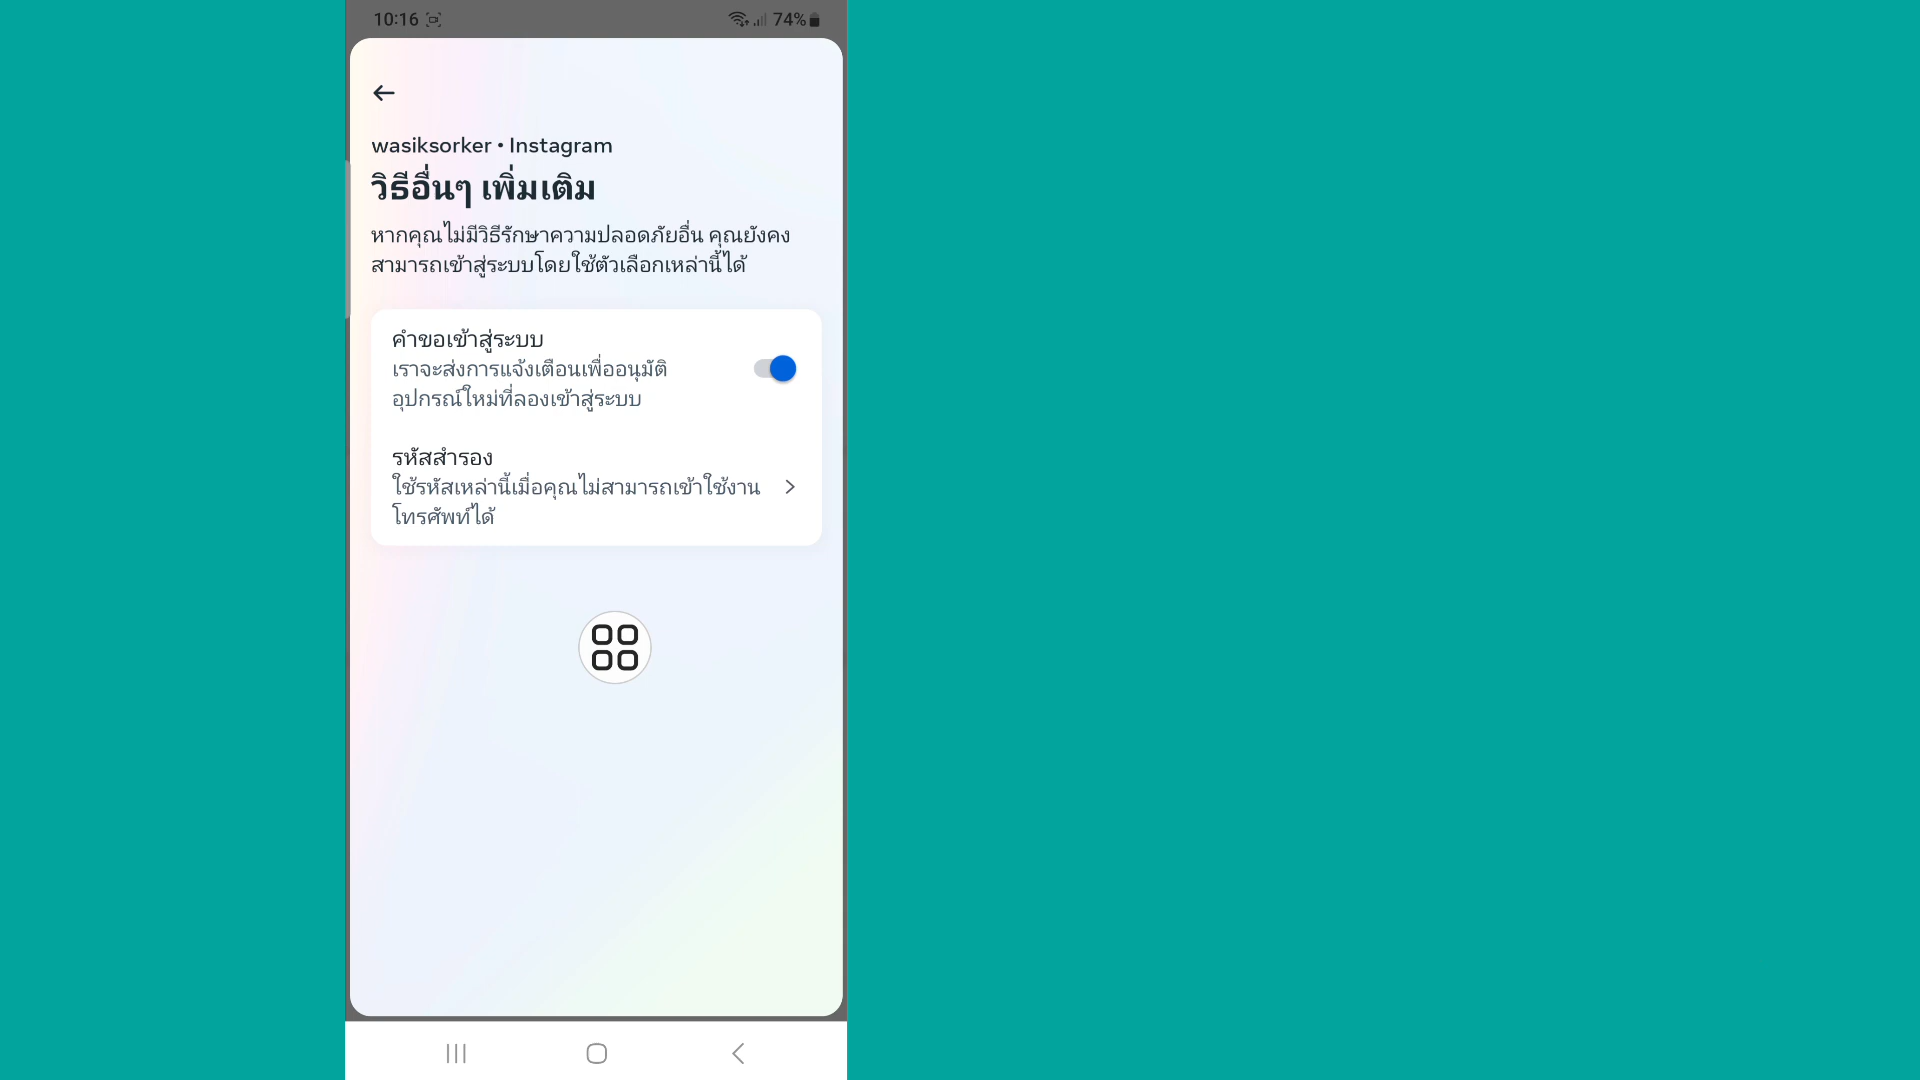 10:16
74%
wasiksorker • Instagram
วิธีอื่นๆ เพิ่มเติม
หากคุณไม่มีวิธีรักษาความปลอดภัยอื่น คุณยังคง
สามารถเข้าสู่ระบบโดยใช้ตัวเลือกเหล่านี้ได้
คำขอเข้าสู่ระบบ
เราจะส่งการแจ้งเตือนเพื่ออนุมัติ
อุปกรณ์ใหม่ที่ลองเข้าสู่ระบบ
รหัสสำรอง
ใช้รหัสเหล่านี้เมื่อคุณไม่สามารถเข้าใช้งาน
โทรศัพท์ได้